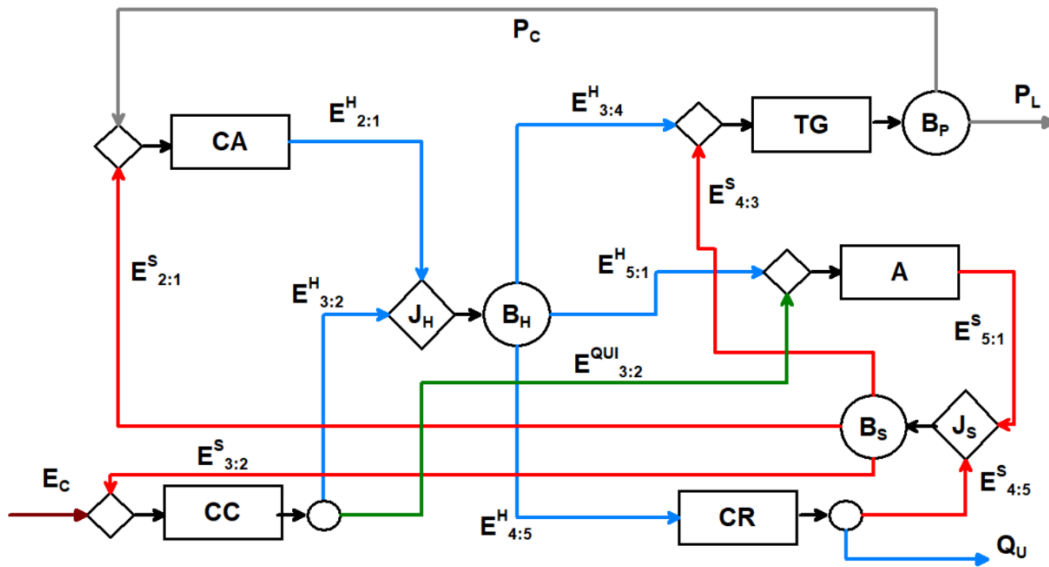 P_C
E^H_2:1
E^H_3:4
P_L
CA
TG
B_P
E^S_4:3
E^S_2:1
E^H_3:2
E^H_5:1
A
J_H
B_H
E^S_5:1
E^QUI_3:2
B_S
J_S
E^S_3:2
E_C
E^S_4:5
CC
E^H_4:5
CR
Q_U